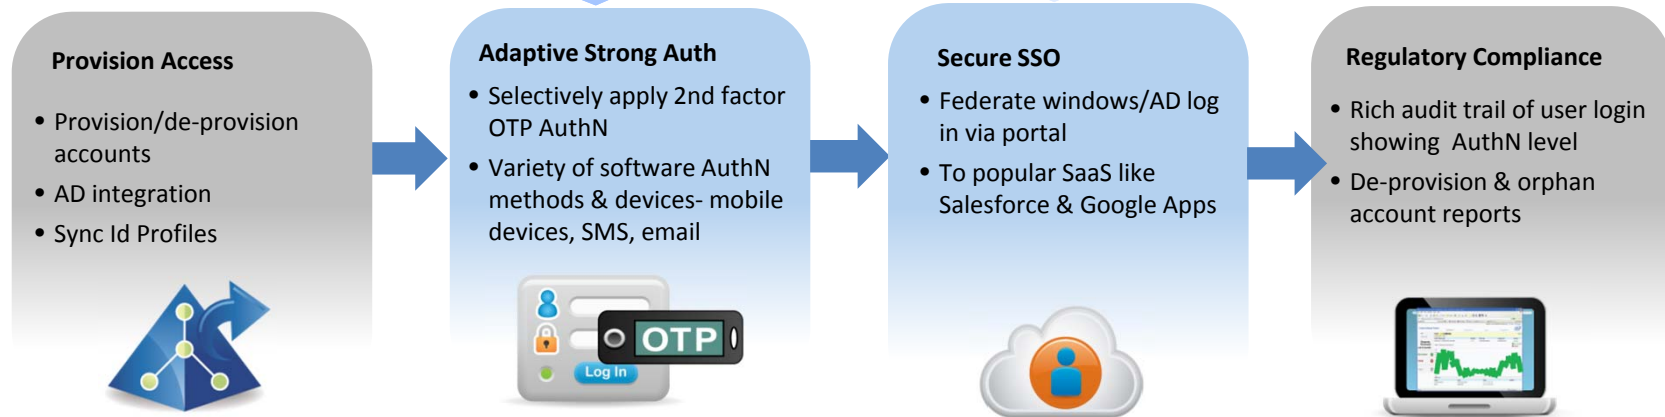 Provision Access
• Provision/de-provision
accounts
• AD integration
• Sync Id Profiles
Adaptive Strong Auth
• Selectively apply 2nd factor
OTP AuthN
• Variety of software AuthN
methods & devices- mobile
devices, SMS, email
OTP
Log In
Secure SSO
• Federate windows/AD log
in via portal
• To popular SaaS like
Salesforce & Google Apps
Regulatory Compliance
• Rich audit trail of user login
showing AuthN level
• De-provision & orphan
account reports